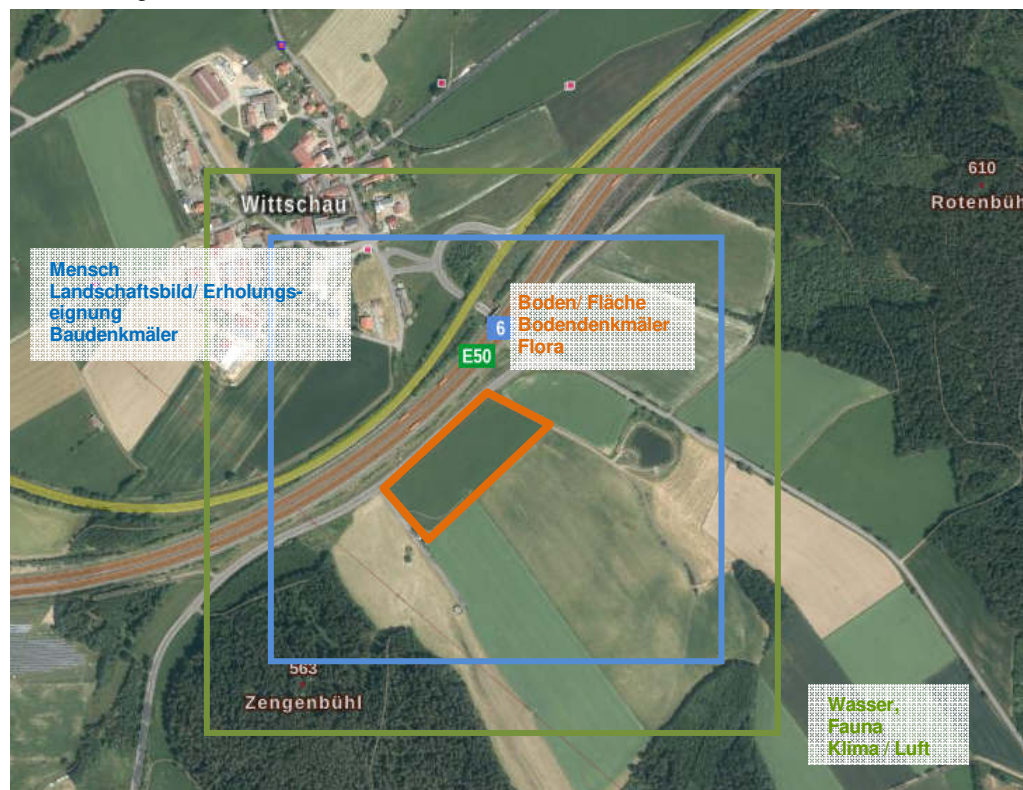 610
Rotenbüh
Wittschau
Mensch
Landschaftsbild/ Erholungs-
eignung
Baudenkmäler
Boden/ Fläche
Bodendenkmäler
Flora
6
E50
563
Zengenbühl
Wasser,
Fauna
Klima / Luft